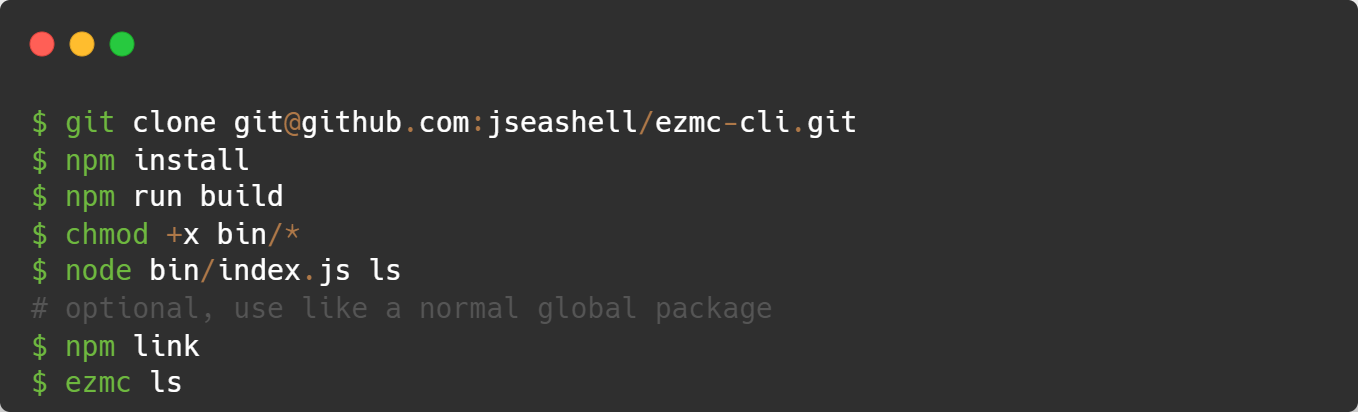 $ git clone git@github.com:jseashell/ezmc-cli.git
$ npm install
$ npm run build
$ chmod +x bin/*
$ node bin/index.js ls
# optional, use like a normal global package
$ npm link
$ ezmc ls